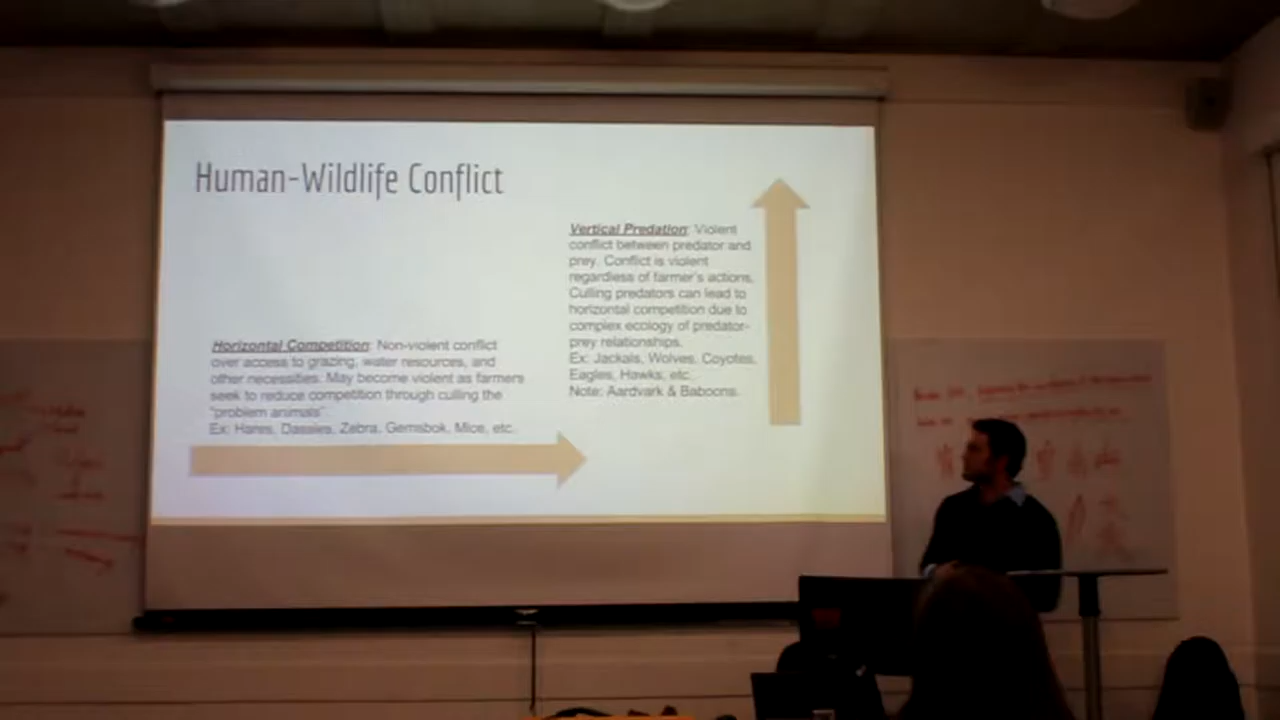 Human-Wildlife Conflict
Vertical Predation: Violent
conflict between predator and
prey. Conflict is violent
regardless of farmer's actions.
Culling predators can lead to
horizontal competition due to
complex ecology of predator-
prey relationships.
Ex: Jackals, Wolves, Coyotes,
Eagles, Hawks, etc.
Note: Aardvark & Baboons.
Horizontal Competition: Non-violent conflict
over access to grazing, water resources, and
other necessities. May become violent as farmers
seek to reduce competition through culling the
"problem animals".
Ex: Hares, Dassies, Zebra, Gemsbok, Mice, etc.